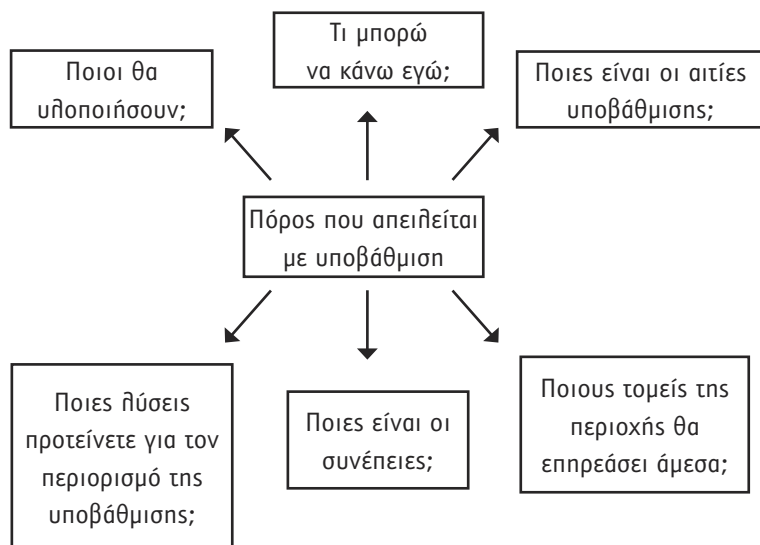 Ποιοι θα
υλοποιήσουν;
Τι μπορώ
να κάνω εγώ;
Ποιες είναι οι αιτίες
υποβάθμισης;
Πόρος που απειλείται
με υποβάθμιση
Ποιες λύσεις
προτείνετε για τον
περιορισμό της
υποβάθμισης;
Ποιες είναι οι
συνέπειες;
Ποιους τομείς της
περιοχής θα
επηρεάσει άμεσα;